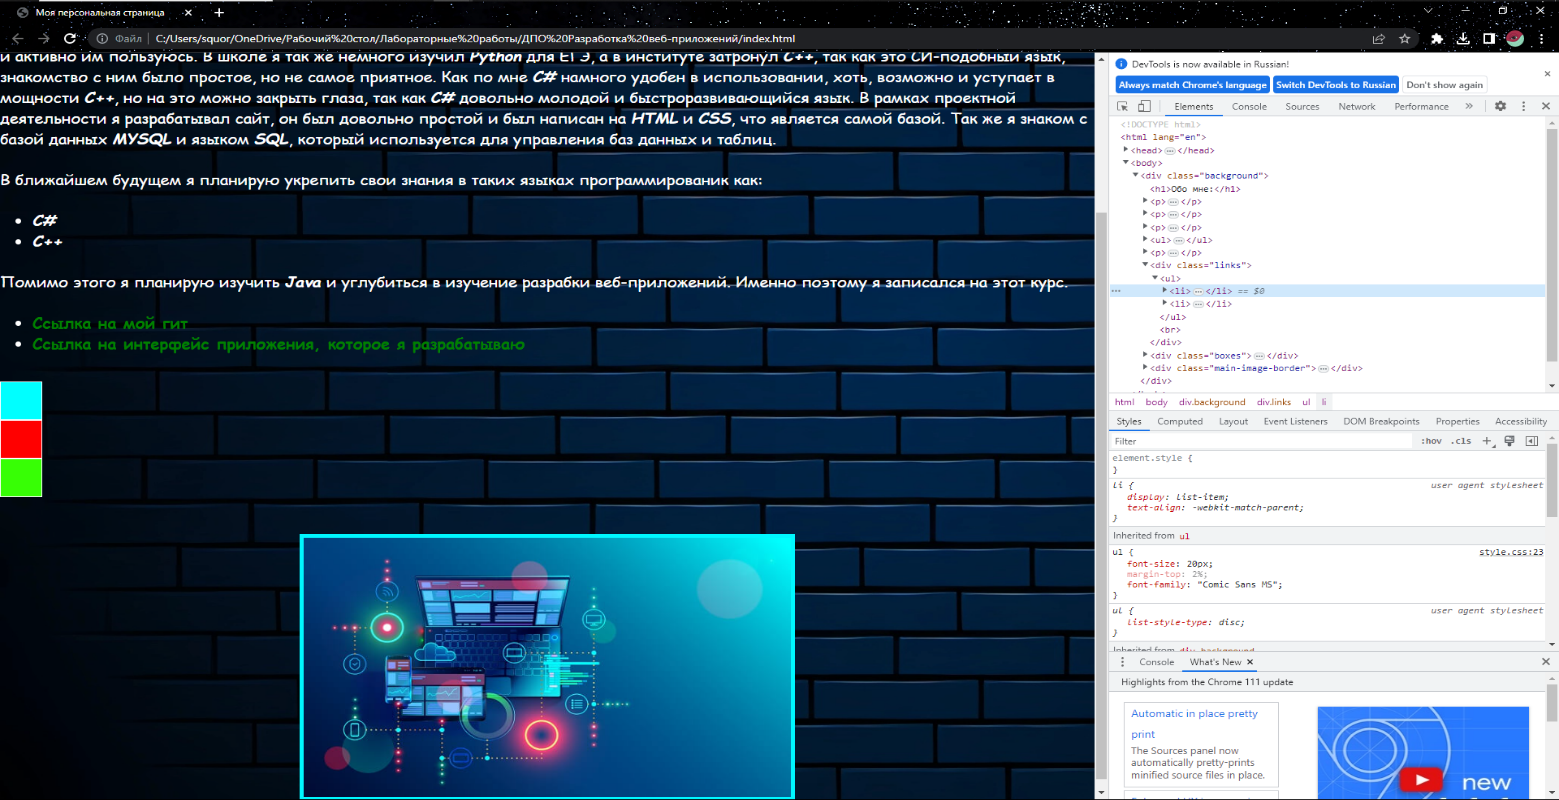 Моя персональная страница
Файл
C:/Users/squor/OneDrive/Рабочий%20стол/Лабораторные%20работы/ДПО%20Разработка%20веб-приложений/index.html
и активно им пользуюсь. В школе я так же немного изучил Python для ЕГЭ, а в институте затронул C++, так как это СИ-подобный язык,
знакомство с ним было простое, но не самое приятное. Как по мне C# намного удобен в использовании, хоть, возможно и уступает в
мощности C++, но на это можно закрыть глаза, так как C# довольно молодой и быстроразвивающийся язык. В рамках проектной
деятельности я разрабатывал сайт, он был довольно простой и был написан на HTML и CSS, что является самой базой. Так же я знаком с
базой данных MYSQL и языком SQL, который используется для управления баз данных и таблиц.
В ближайшем будущем я планирую укрепить свои знания в таких языках программированик как:
C#
C++
Помимо этого я планирую изучить Java и углубиться в изучение разрабки веб-приложений. Именно поэтому я записался на этот курс.
Ссылка на мой гит
Ссылка на интерфейс приложения, которое я разрабатываю
DevTools is now available in Russian!
Always match Chrome's language
Switch DevTools to Russian
Don't show again
Elements
Console
Sources
Network
Performance
<!DOCTYPE html>
<html lang="en">
<head> </head>
<body>
<div class="background">
<h1>Обо мне:</h1>
<p> </p>
<p> </p>
<p> </p>
<ul> </ul>
<p> </p>
<div class="links">
<ul>
<li> </li> == $0
<li> </li>
</ul>
<br>
</div>
<div class="boxes"> </div>
<div class="main-image-border"> </div>
</div>
html body div.background div.links ul li
Styles
Computed
Layout
Event Listeners
DOM Breakpoints
Properties
Accessibility
Filter
:hov
.cls
element.style {
}
li {
user agent stylesheet
display: list-item;
text-align: -webkit-match-parent;
}
Inherited from ul
ul {
style.css:23
font-size: 20px;
margin-top: 2%;
font-family: "Comic Sans MS";
}
ul {
user agent stylesheet
list-style-type: disc;
}
Inherited from div.background
Console
What's New
Highlights from the Chrome 111 update
Automatic in place pretty
print
The Sources panel now
automatically pretty-prints
minified source files in place.
new